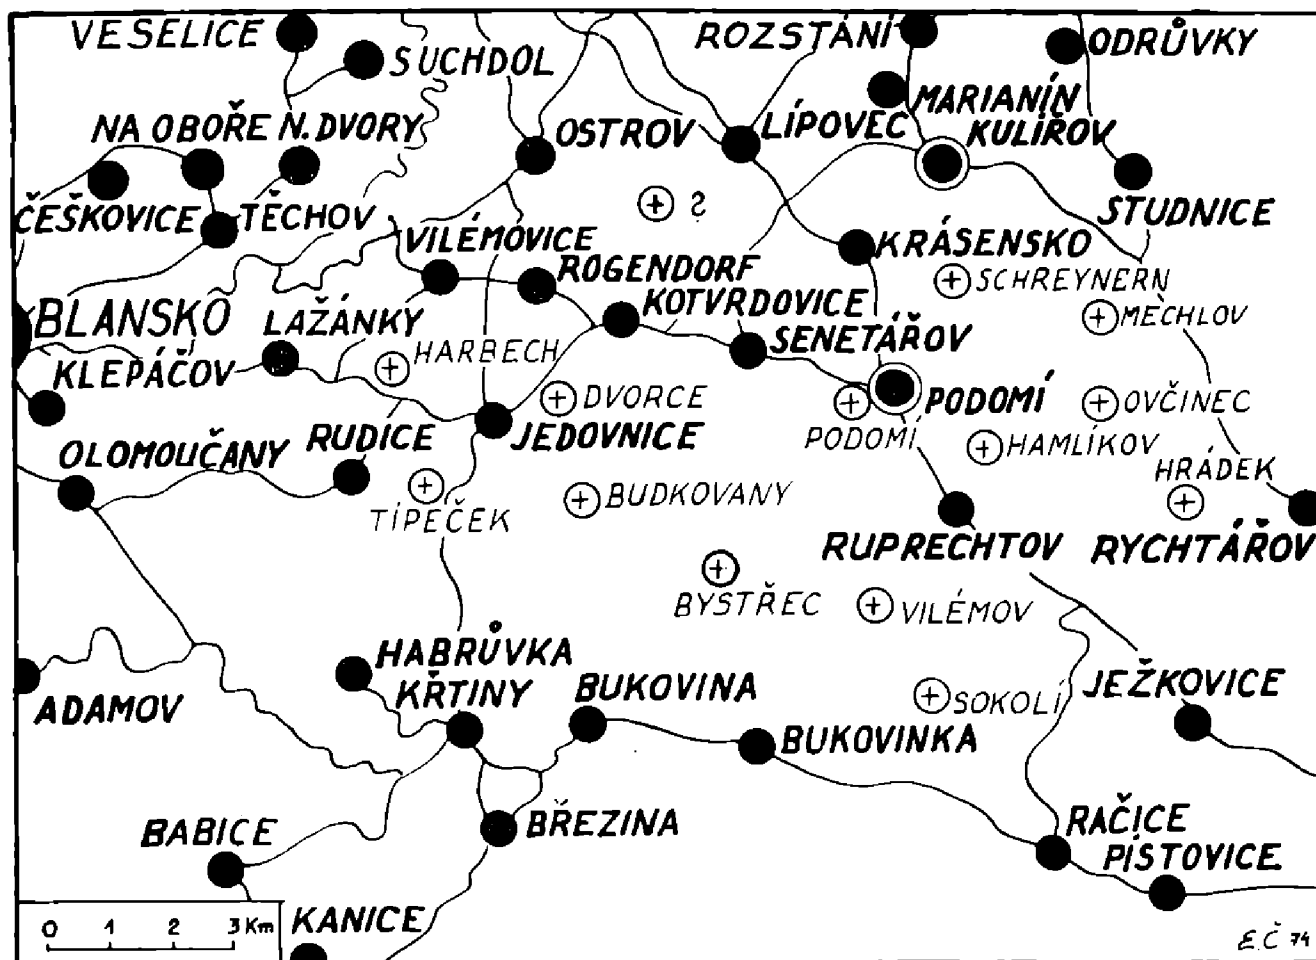 VESELICE
SUCHDOL
ROZSTÁNÍ
ODRŮVKY
NA OBOŘE
N. DVORY
OSTROV
LÍPOVEC
MARIANÍN
KULÍŘOV
ČEŠKOVICE
TĚCHOV
?
STUDNICE
VILÉMOVICE
ROGENDORF
KRÁSENSKO
SCHREYNERN
BLANSKO
LAŽÁNKY
KOTVRDOVICE
MĚCHLOV
KLEPÁČOV
HARBECH
SENETÁŘOV
DVORCE
PODOMÍ
PODOMÍ
OVČINEC
OLOMOUČANY
RUDICE
JEDOVNICE
HAMLÍKOV
HRÁDEK
TÍPEČEK
BUDKOVANY
RUPRECHTOV
RYCHTÁŘOV
BYSTŘEC
VILÉMOV
HABRŮVKA
KŘTINY
BUKOVINA
SOKOLÍ
JEŽKOVICE
ADAMOV
BUKOVINKA
BABICE
BŘEZINA
RAČICE
PÍSTOVICE
KANICE
0 1 2 3 Km
E.Č 74